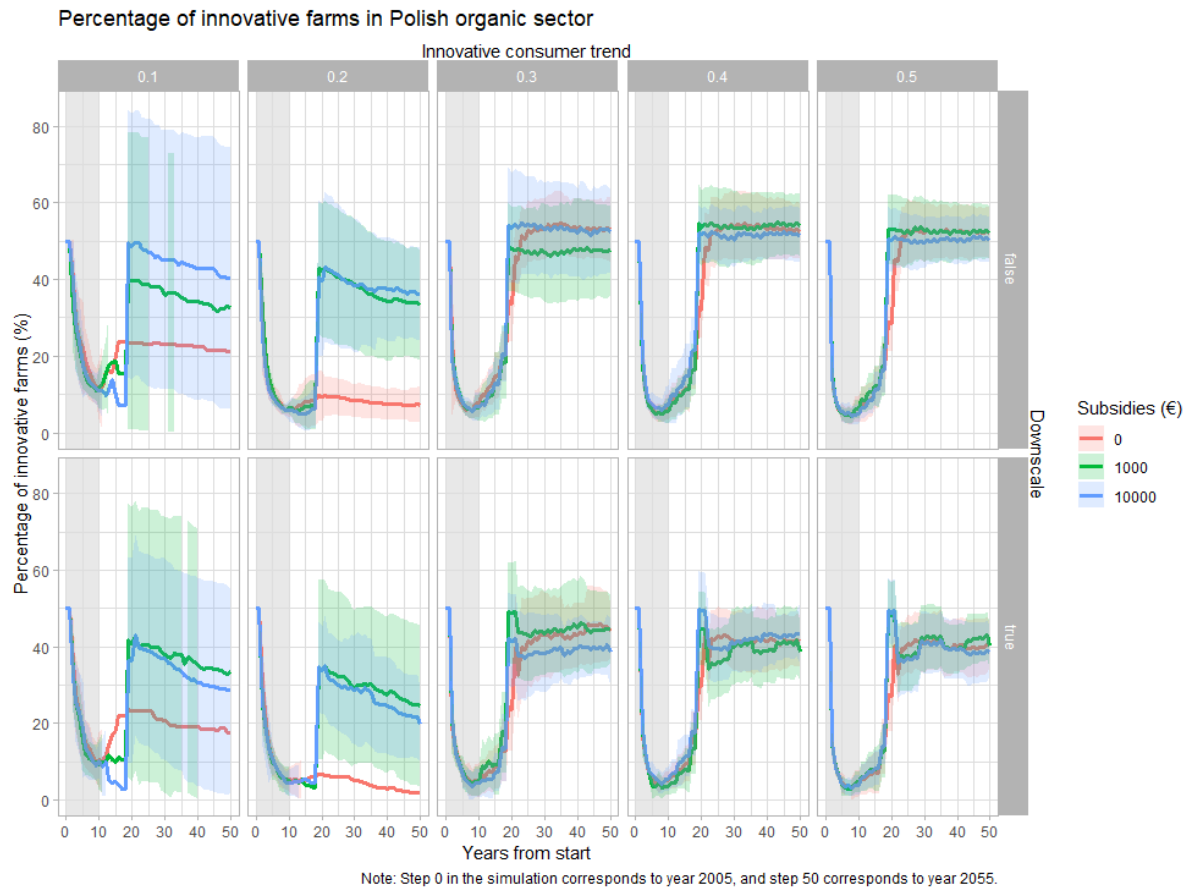 Percentage of innovative farms in Polish organic sector
Innovative consumer trend
0.1 0.2 0.3 0.4 0.5
Percentage of innovative farms (%)
80
60
40
20
0
false
80
60
40
20
0
true
Downscale
0 10 20 30 40 50 0 10 20 30 40 50 0 10 20 30 40 50 0 10 20 30 40 50 0 10 20 30 40 50
Years from start
Subsidies (€)
0
1000
10000
Note: Step 0 in the simulation corresponds to year 2005, and step 50 corresponds to year 2055.